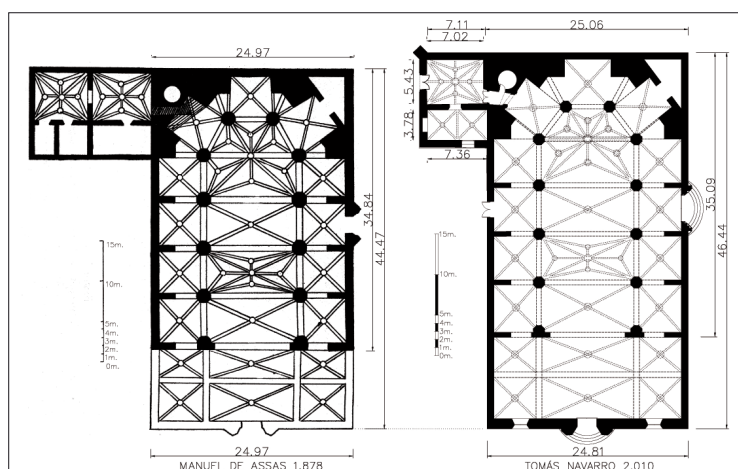 24.97
34.84
44.47
15m.
10m.
5m.
4m.
3m.
2m.
1m.
0m.
24.97
MANUEL DE ASSAS 1.878
7.11
25.06
7.02
5.43
3.78
7.36
35.09
46.44
15m.
10m.
5m.
4m.
3m.
2m.
1m.
0m.
24.81
TOMÁS NAVARRO 2.010